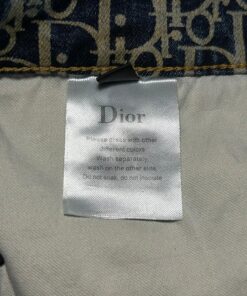 Dior
Please dress with other
different colors
Wash separately,
wash on the other side.
Do not soak, do not